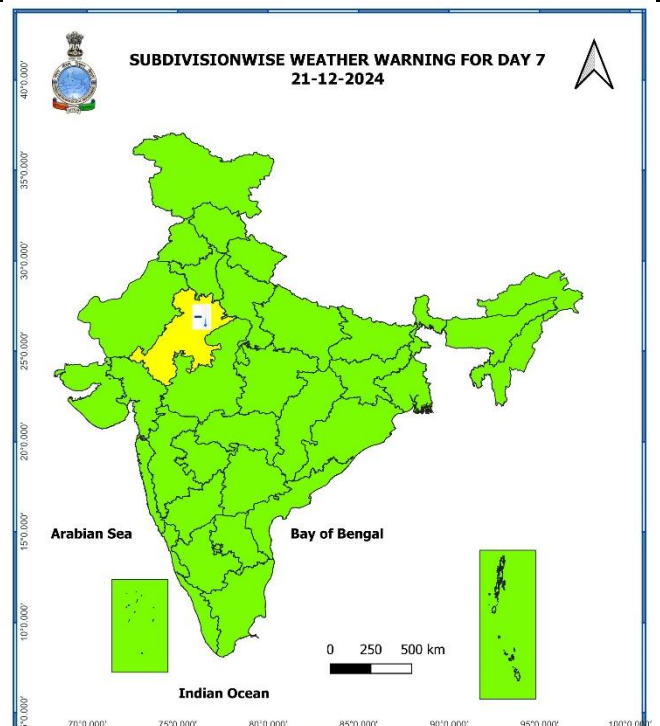 SUBDIVISIONWISE WEATHER WARNING FOR DAY 7
21-12-2024
40°0.000'
35°0.000'
30°0.000'
25°0.000'
20°0.000'
15°0.000'
10°0.000'
Arabian Sea
Bay of Bengal
0 250 500 km
Indian Ocean
70°0.000' 75°0.000' 80°0.000' 85°0.000' 90°0.000' 95°0.000' 100°0.000'